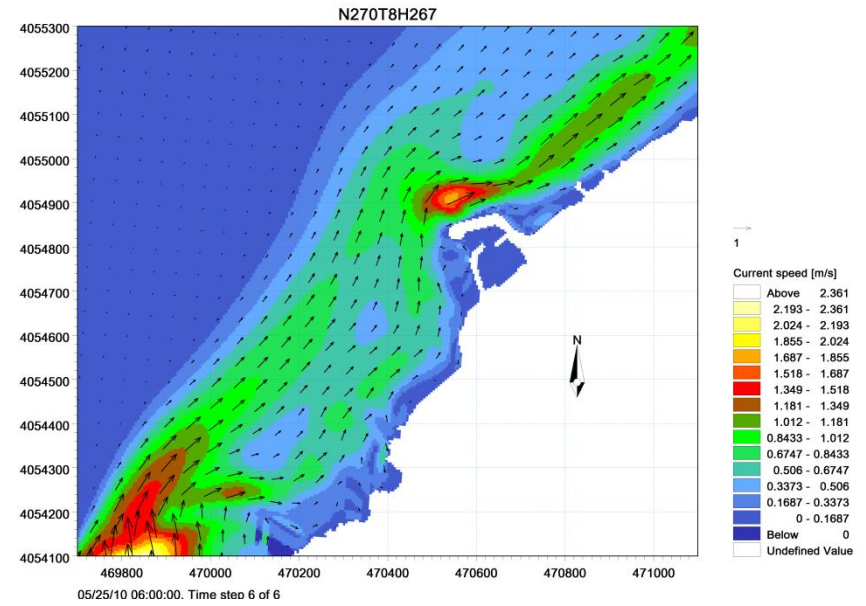 N270T8H267
4055300
4055200
4055100
4055000
4054900
4054800
4054700
4054600
4054500
4054400
4054300
4054200
4054100
469800 470000 470200 470400 470600 470800 471000
05/25/10 06:00:00, Time step 6 of 6
N
1
Current speed [m/s]
Above 2.361
2.193 - 2.361
2.024 - 2.193
1.855 - 2.024
1.687 - 1.855
1.518 - 1.687
1.349 - 1.518
1.181 - 1.349
1.012 - 1.181
0.8433 - 1.012
0.6747 - 0.8433
0.506 - 0.6747
0.3373 - 0.506
0.1687 - 0.3373
0 - 0.1687
Below 0
Undefined Value